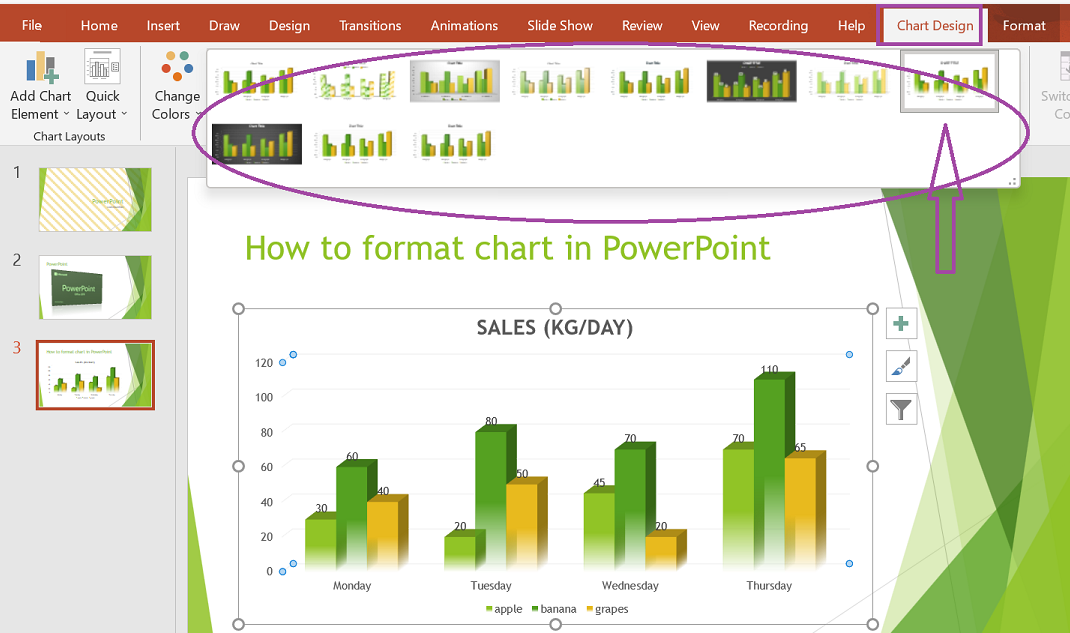 File Home Insert Draw Design Transitions Animations Slide Show Review View Recording Help Chart Design Format
Add Chart Element
Quick Layout
Change Colors
Chart Layouts
1
PowerPoint
2
PowerPoint
PowerPoint
3
How to format chart in PowerPoint
How to format chart in PowerPoint
SALES (KG/DAY)
120
100
80
60
40
20
0
30 60 40
20 80 50
45 70 20
70 110 65
Monday Tuesday Wednesday Thursday
apple banana grapes